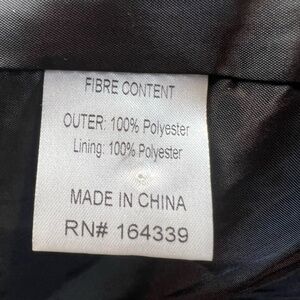 FIBRE CONTENT
OUTER: 100% Polyester
Lining: 100% Polyester
MADE IN CHINA
RN# 164339